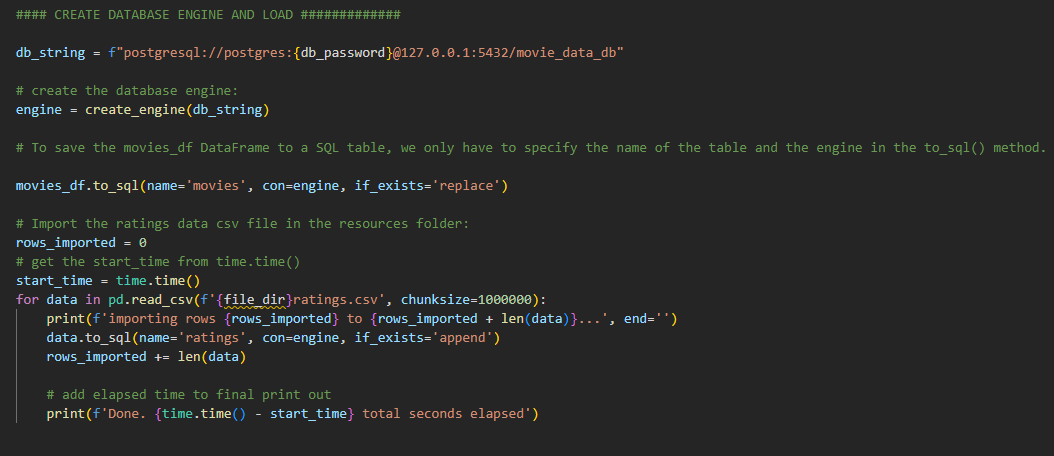 #### CREATE DATABASE ENGINE AND LOAD #############
db_string = f"postgresql://postgres:{db_password}@127.0.0.1:5432/movie_data_db"
# create the database engine:
engine = create_engine(db_string)
# To save the movies_df DataFrame to a SQL table, we only have to specify the name of the table and the engine in the to_sql() method.
movies_df.to_sql(name='movies', con=engine, if_exists='replace')
# Import the ratings data csv file in the resources folder:
rows_imported = 0
# get the start_time from time.time()
start_time = time.time()
for data in pd.read_csv(f'{file_dir}ratings.csv', chunksize=1000000):
    print(f'importing rows {rows_imported} to {rows_imported + len(data)}...', end='')
    data.to_sql(name='ratings', con=engine, if_exists='append')
    rows_imported += len(data)
    # add elapsed time to final print out
    print(f'Done. {time.time() - start_time} total seconds elapsed')